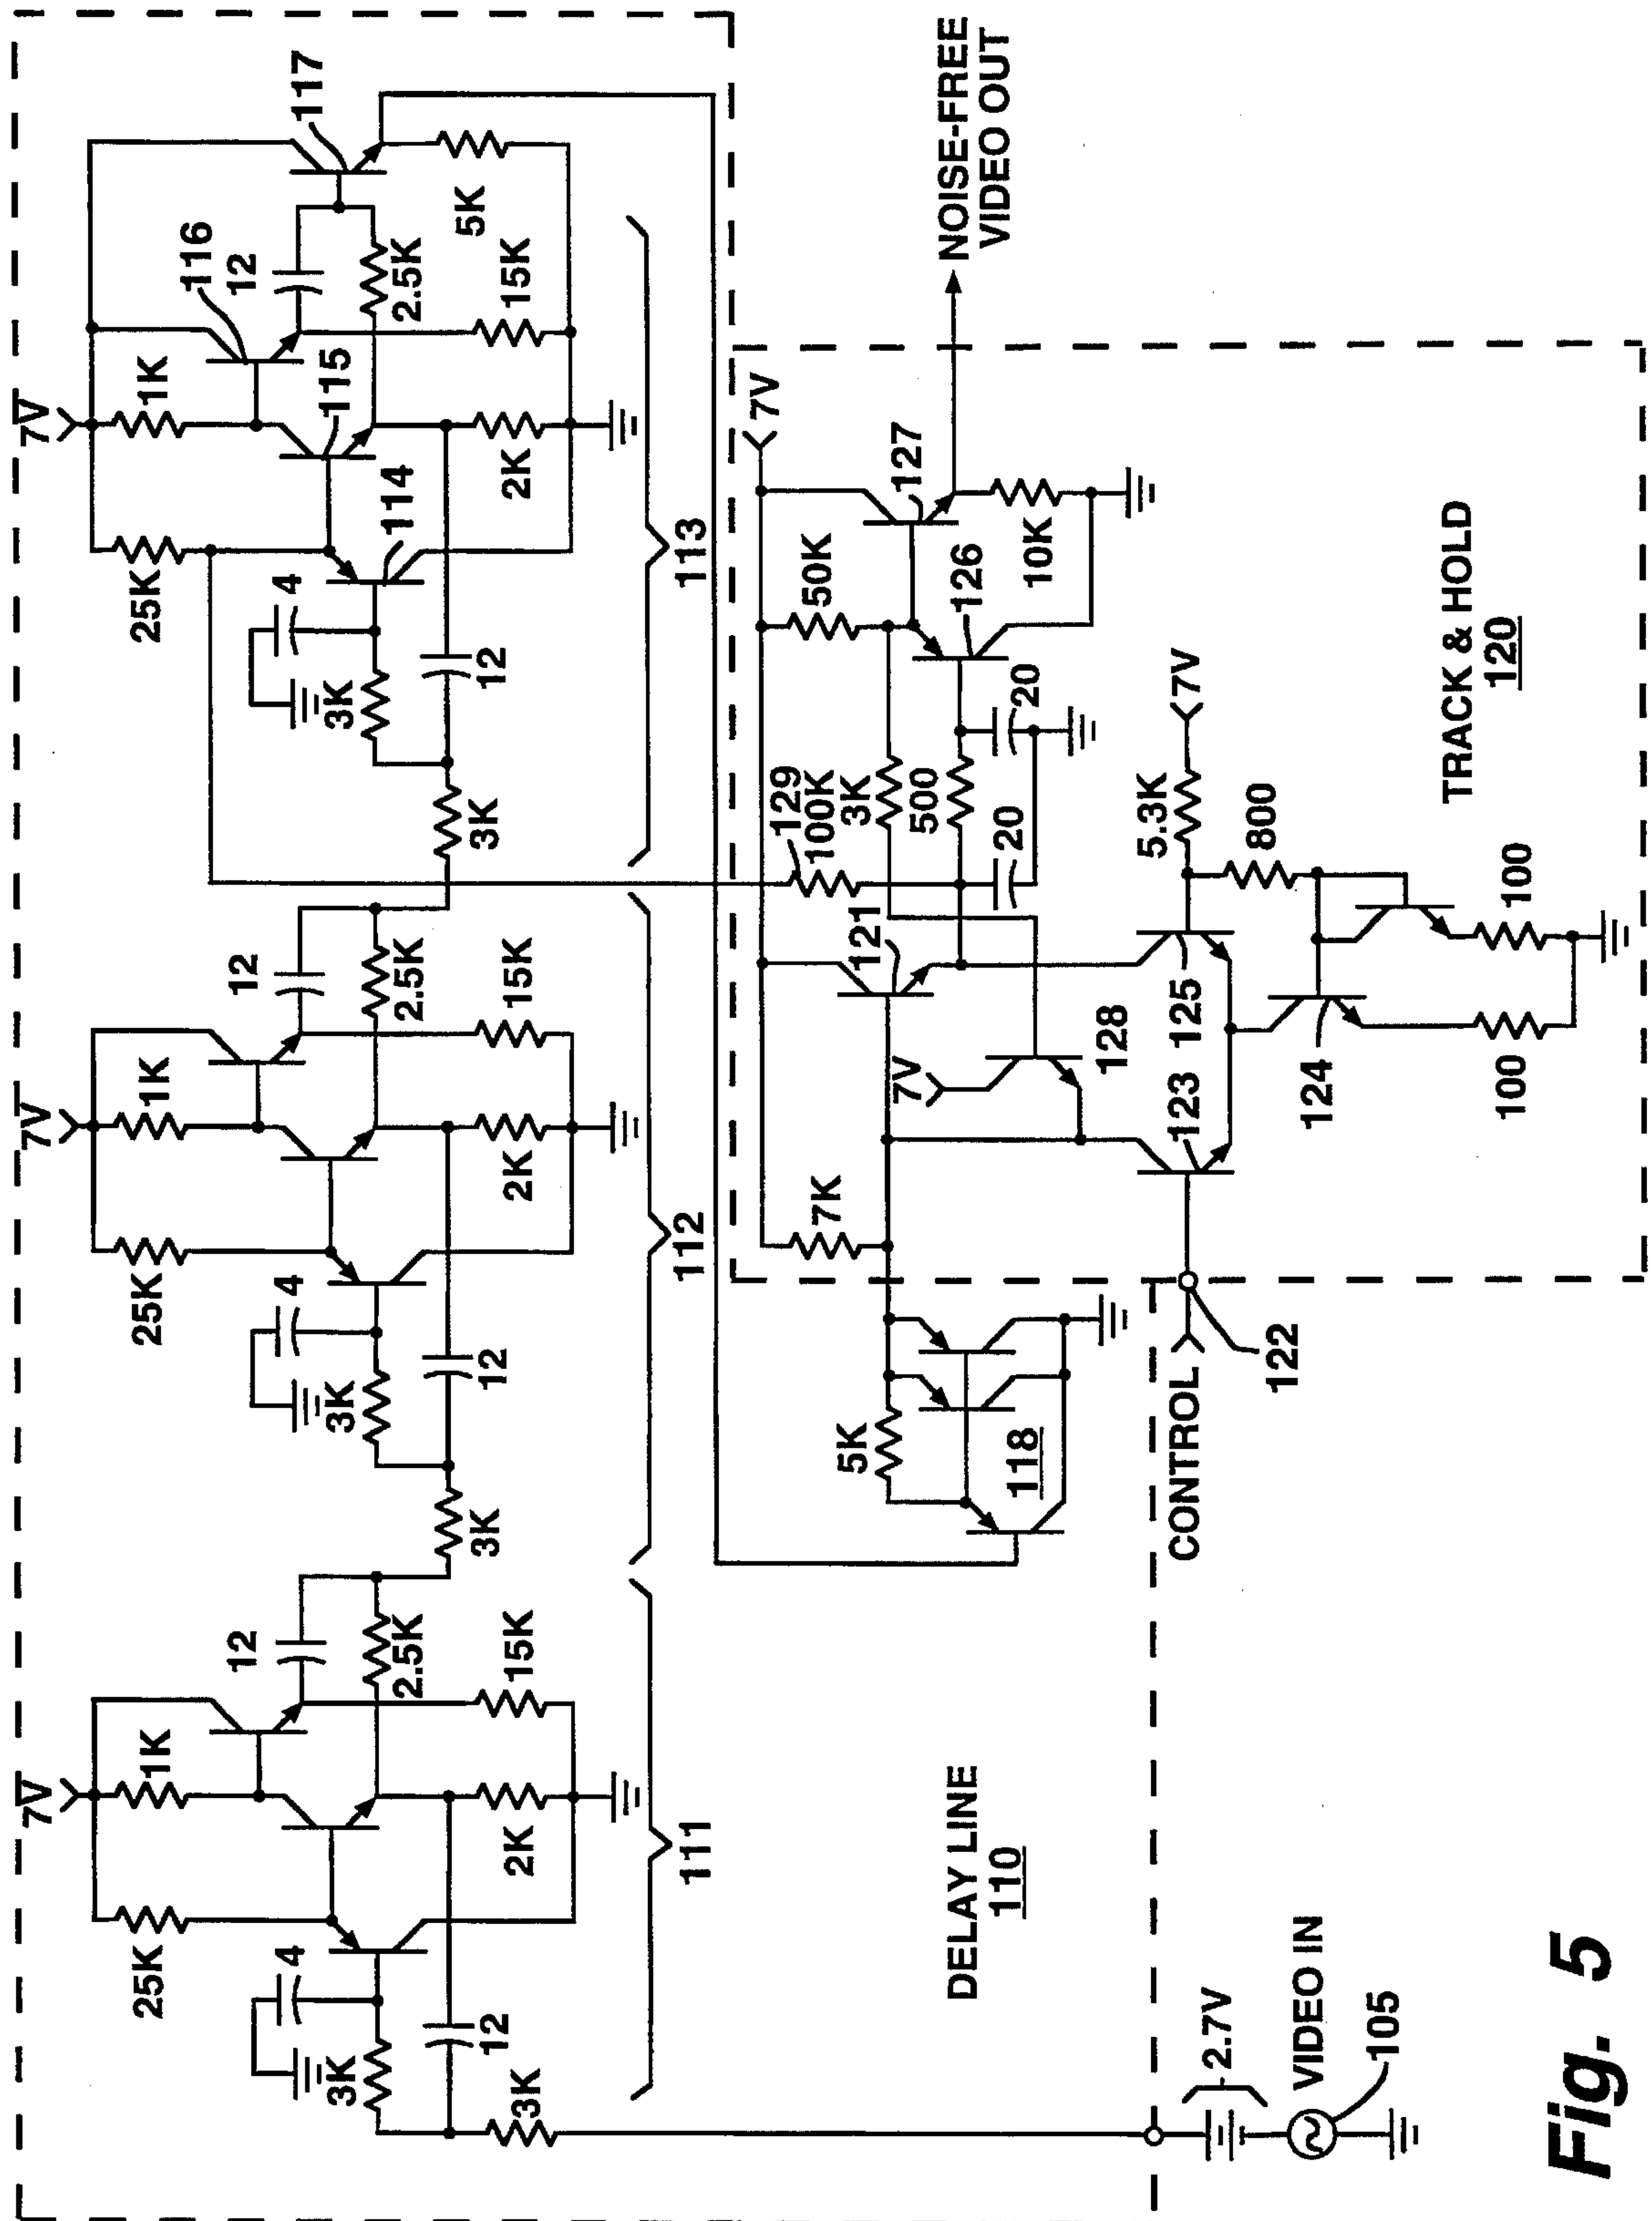 7V
25K
1K
4
3K
12
2K
12
2.5K
15K
3K
111
7V
25K
1K
4
3K
12
3K
2K
12
2.5K
15K
112
7V
25K
1K
4
3K
12
3K
114
115
116
2K
12
2.5K
15K
5K
117
113
DELAY LINE
110
2.7V
VIDEO IN
105
5K
118
CONTROL
122
7K
7V
121
128
123
125
124
100
100
800
5.3K
7V
129
100K
3K
500
20
20
50K
126
127
10K
7V
NOISE-FREE
VIDEO OUT
TRACK & HOLD
120
Fig. 5